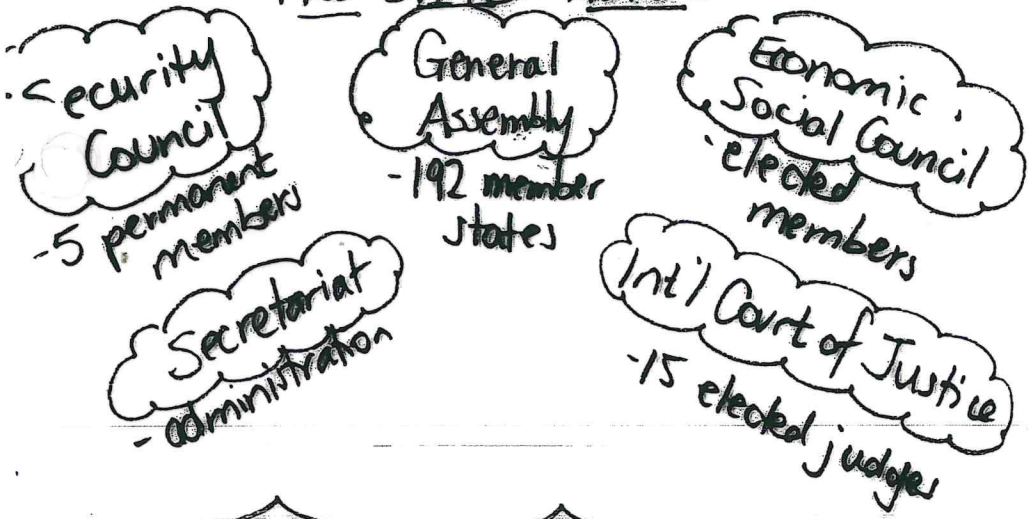 Security
Council
-5 permanent
members
General
Assembly
-192 member
states
Economic :
Social Council
-elected
members
Secretariat
-administration
Int'l Court of Justice
-15 elected judges